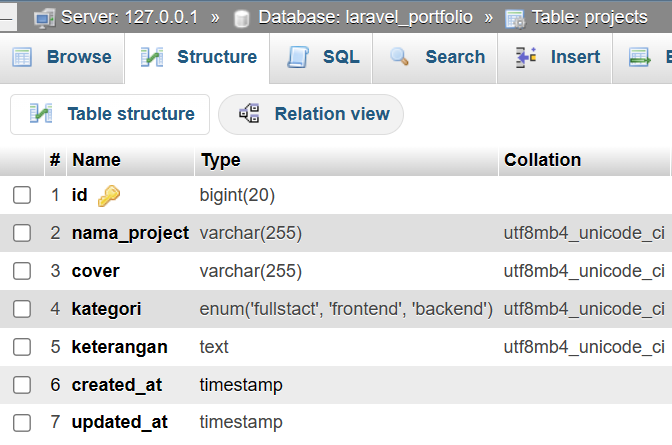 Server: 127.0.0.1 » Database: laravel_portfolio » Table: projects
Browse Structure SQL Search Insert
Table structure Relation view
# Name Type Collation
1 id bigint(20)
2 nama_project varchar(255) utf8mb4_unicode_ci
3 cover varchar(255) utf8mb4_unicode_ci
4 kategori enum('fullstact', 'frontend', 'backend') utf8mb4_unicode_ci
5 keterangan text utf8mb4_unicode_ci
6 created_at timestamp
7 updated_at timestamp